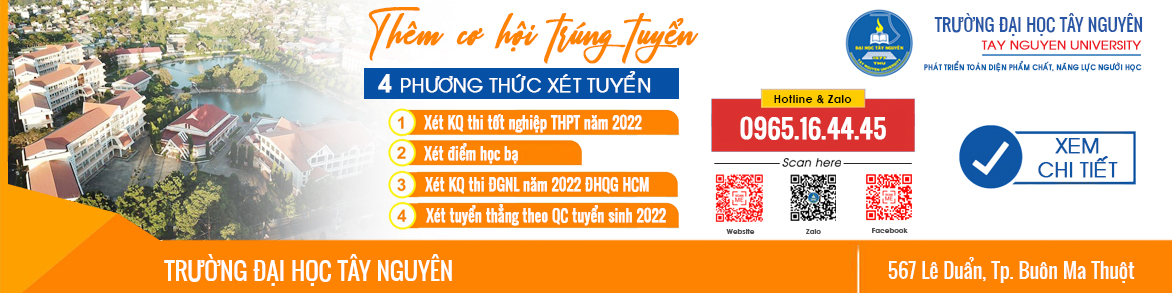 Thêm cơ hội trúng tuyển
4 PHƯƠNG THỨC XÉT TUYỂN
1 Xét KQ thi tốt nghiệp THPT năm 2022
2 Xét điểm học bạ
3 Xét KQ thi ĐGNL năm 2022 ĐHQG HCM
4 Xét tuyển thẳng theo QC tuyển sinh 2022
Hotline & Zalo
0965.16.44.45
Scan here
Website Zalo Facebook
ĐẠI HỌC TÂY NGUYÊN
TRƯỜNG ĐẠI HỌC TÂY NGUYÊN
TAY NGUYEN UNIVERSITY
PHÁT TRIỂN TOÀN DIỆN PHẨM CHẤT, NĂNG LỰC NGƯỜI HỌC
XEM
CHI TIẾT
TRƯỜNG ĐẠI HỌC TÂY NGUYÊN
567 Lê Duẩn, Tp. Buôn Ma Thuột